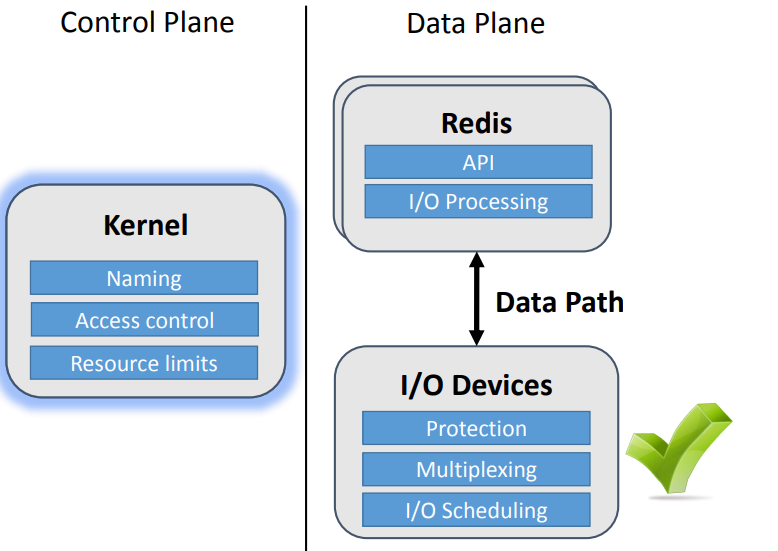 Control Plane
Data Plane
Kernel
Naming
Access control
Resource limits
Redis
API
I/O Processing
Data Path
I/O Devices
Protection
Multiplexing
I/O Scheduling